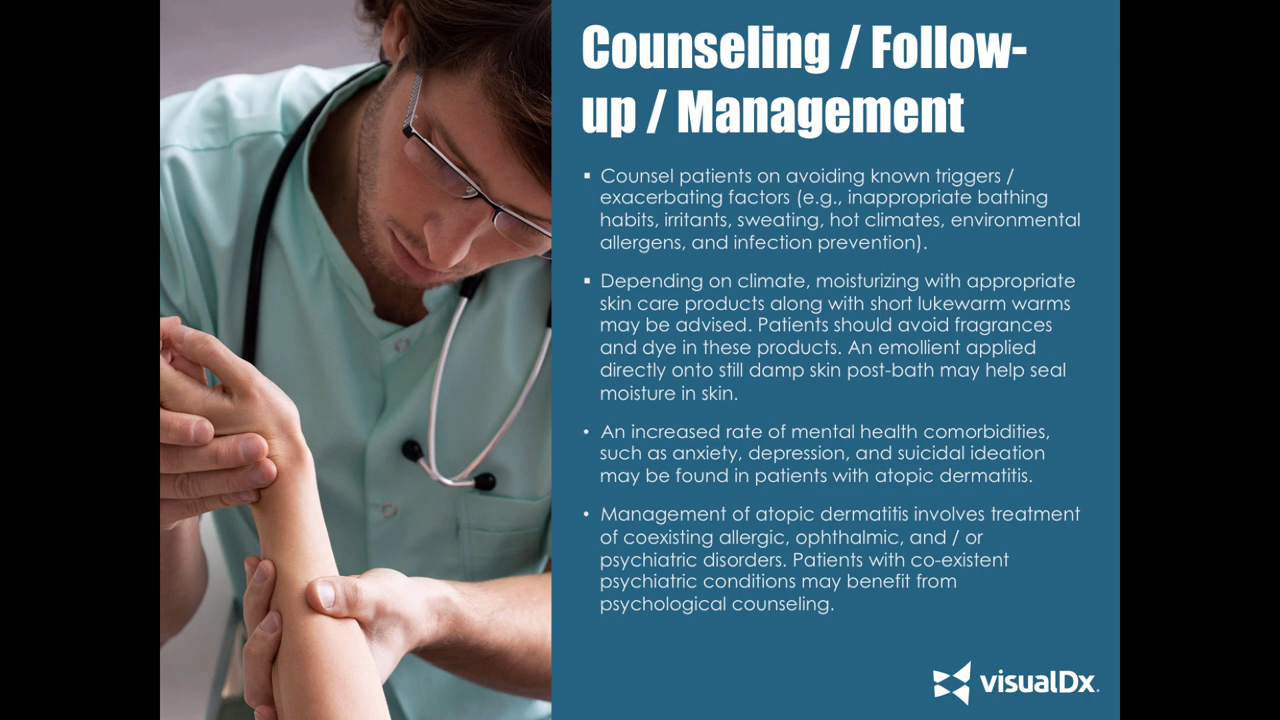 Counseling / Follow-
up / Management
▪ Counsel patients on avoiding known triggers /
exacerbating factors (e.g., inappropriate bathing
habits, irritants, sweating, hot climates, environmental
allergens, and infection prevention).
▪ Depending on climate, moisturizing with appropriate
skin care products along with short lukewarm warms
may be advised. Patients should avoid fragrances
and dye in these products. An emollient applied
directly onto still damp skin post-bath may help seal
moisture in skin.
• An increased rate of mental health comorbidities,
such as anxiety, depression, and suicidal ideation
may be found in patients with atopic dermatitis.
• Management of atopic dermatitis involves treatment
of coexisting allergic, ophthalmic, and / or
psychiatric disorders. Patients with co-existent
psychiatric conditions may benefit from
psychological counseling.
visualDx.